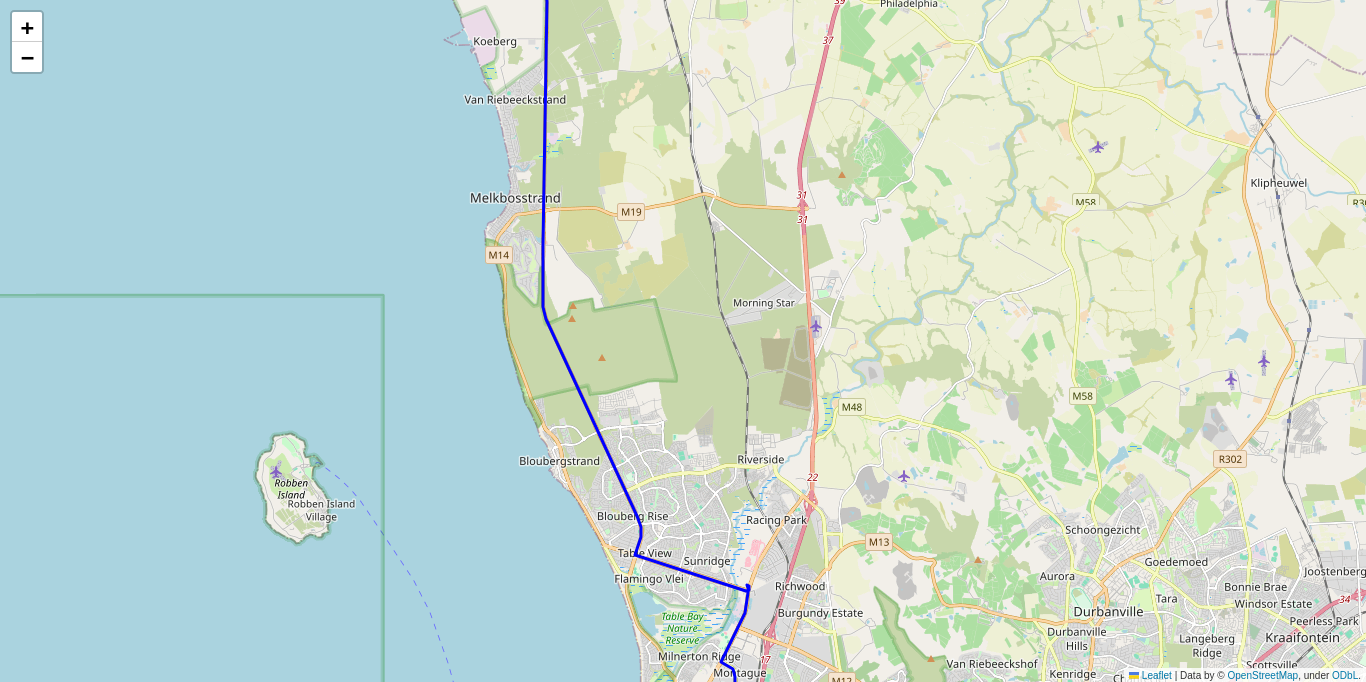 +
−
39
Philadelphia
37
Koeberg
Van Riebeeckstrand
M58
Klipheuwel
Melkbosstrand
31
M19
31
M14
Morning Star
M48
M58
Bloubergstrand
Riverside
R302
22
Robben
Island
Robben Island
Village
Blouberg Rise
Racing Park
Schoongezicht
M13
Table View
Sunridge
Goedemoed
Flamingo Vlei
Richwood
Aurora
Joostenberg
Bonnie Brae
Tara
34
Windsor Estate
Burgundy Estate
Durbanville
Table Bay
Nature
Reserve
Peerless Park
Durbanville
Hills
Langeberg
Ridge
Kraaifontein
Milnerton Ridge
17
Van Riebeeckshof
Scottsville
Montague
M12
Kenridge
Leaflet | Data by © OpenStreetMap, under ODbL.